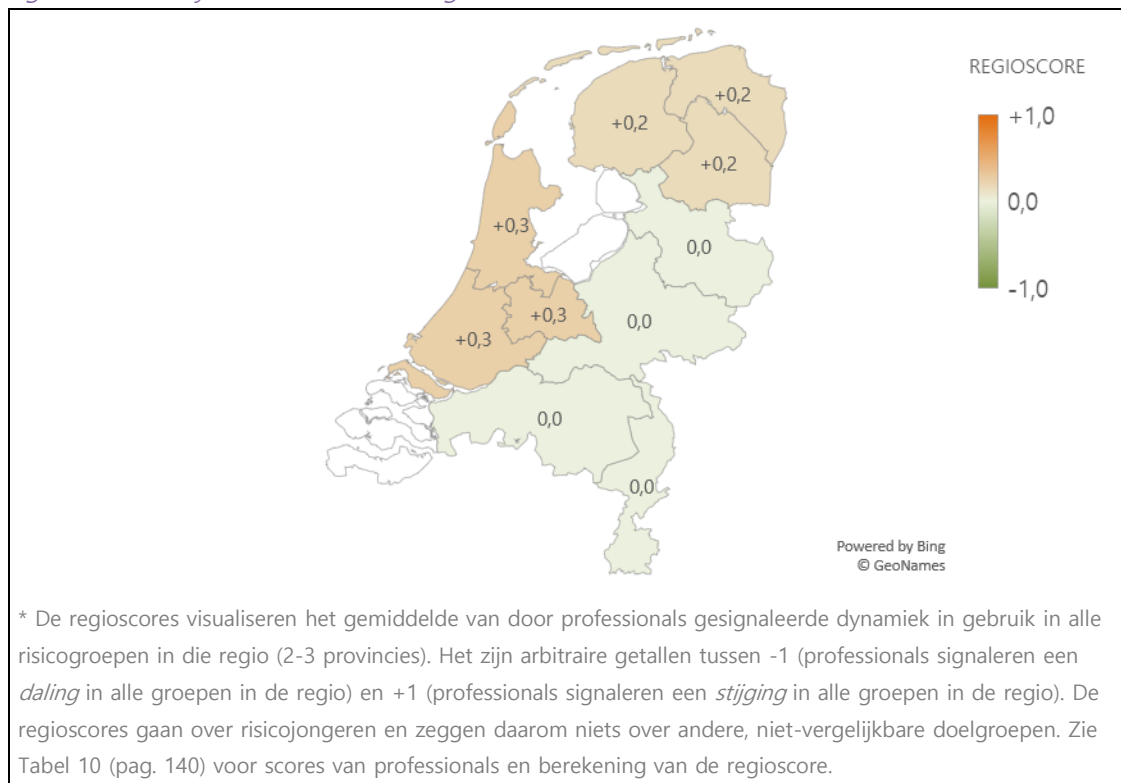 REGIOSCORE
+1,0
0,0
-1,0
+0,2
+0,2
+0,2
+0,3
0,0
+0,3
0,0
+0,3
0,0
0,0
Powered by Bing
© GeoNames
* De regioscores visualiseren het gemiddelde van door professionals gesignaleerde dynamiek in gebruik in alle
risicogroepen in die regio (2-3 provincies). Het zijn arbitraire getallen tussen -1 (professionals signaleren een
daling in alle groepen in de regio) en +1 (professionals signaleren een stijging in alle groepen in de regio). De
regioscores gaan over risicojongeren en zeggen daarom niets over andere, niet-vergelijkbare doelgroepen. Zie
Tabel 10 (pag. 140) voor scores van professionals en berekening van de regioscore.